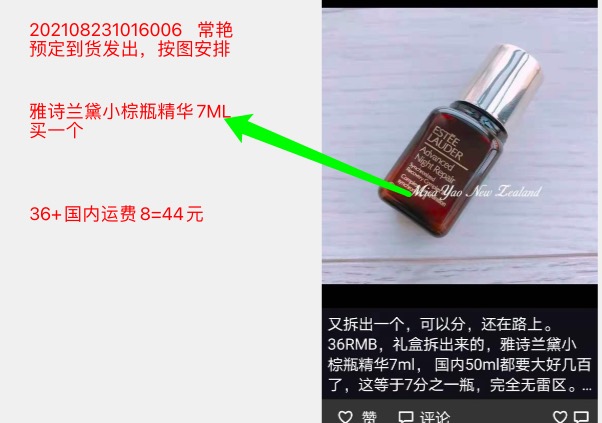 202108231016006 常艳
预定到货发出，按图安排
雅诗兰黛小棕瓶精华7ML
买一个
36+国内运费8=44元
ESTĒE
LAUDER
Advanced
Night Repair
Mico Yao New Zealand
又拆出一个，可以分，还在路上。
36RMB，礼盒拆出来的，雅诗兰黛小
棕瓶精华7ml， 国内50ml都要大好几百
了，这等于7分之一瓶，完全无雷区。...
赞 评论